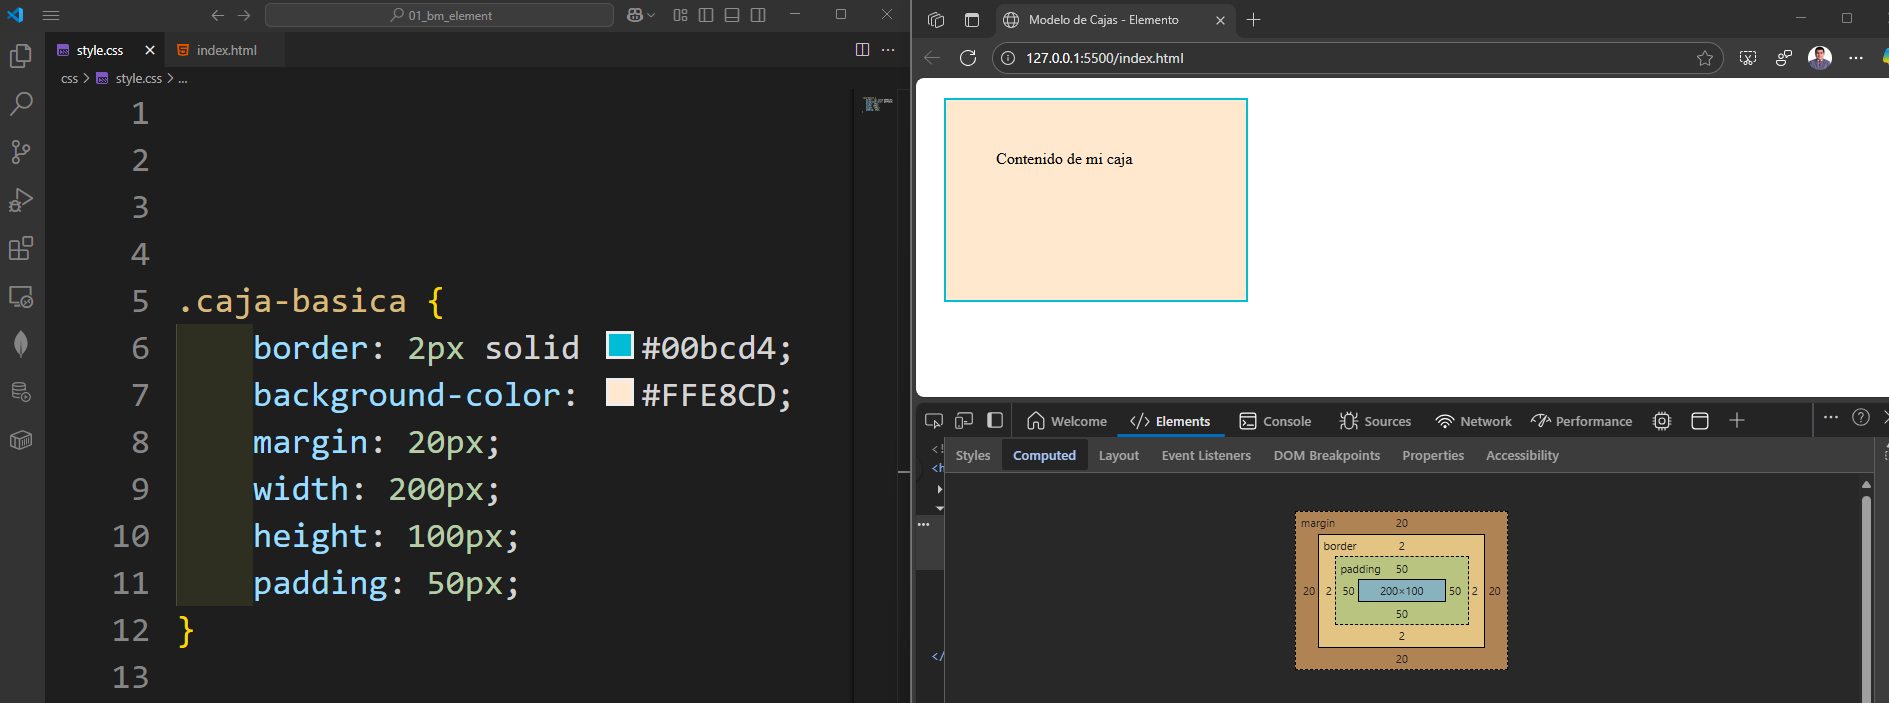 01_bm_element
style.css
index.html
css > style.css > ...
1
2
3
4
5 .caja-basica {
6 border: 2px solid #00bcd4;
7 background-color: #FFE8CD;
8 margin: 20px;
9 width: 200px;
10 height: 100px;
11 padding: 50px;
12 }
13
Modelo de Cajas - Elemento
127.0.0.1:5500/index.html
Contenido de mi caja
Welcome Elements Console Sources Network Performance
<!
<h
Styles Computed Layout Event Listeners DOM Breakpoints Properties Accessibility
margin 20
border 2
padding 50
20 2 50 200×100 50 2 20
50
2
20
</